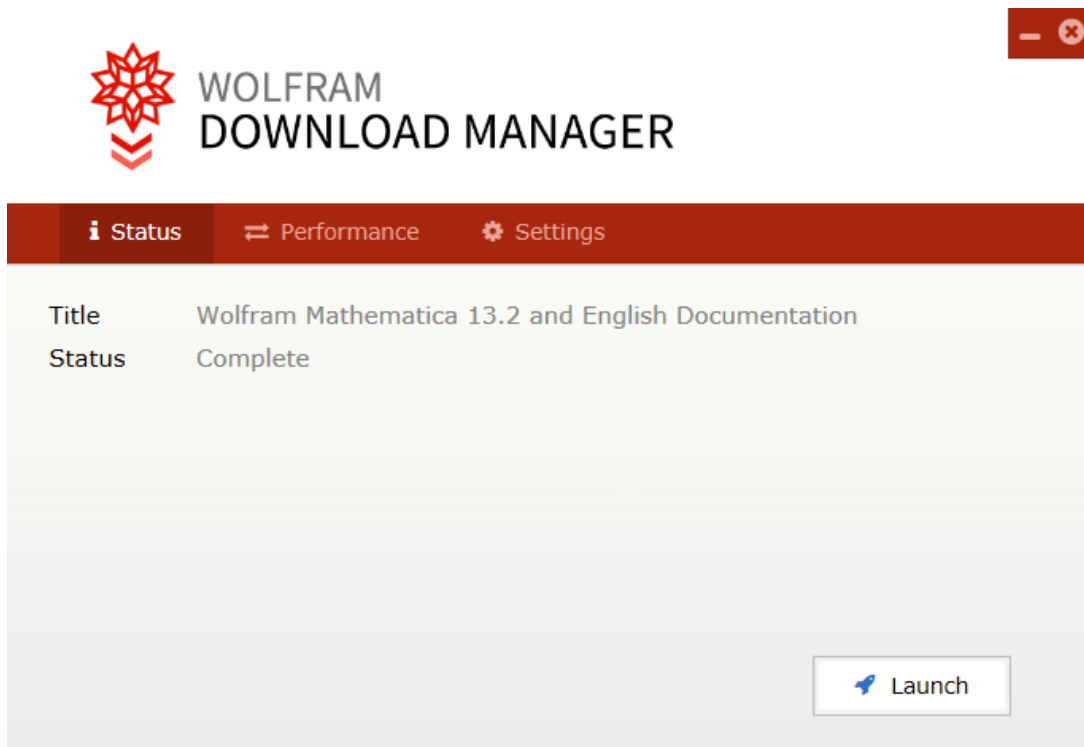 WOLFRAM
DOWNLOAD MANAGER
Status Performance Settings
Title Wolfram Mathematica 13.2 and English Documentation
Status Complete
Launch